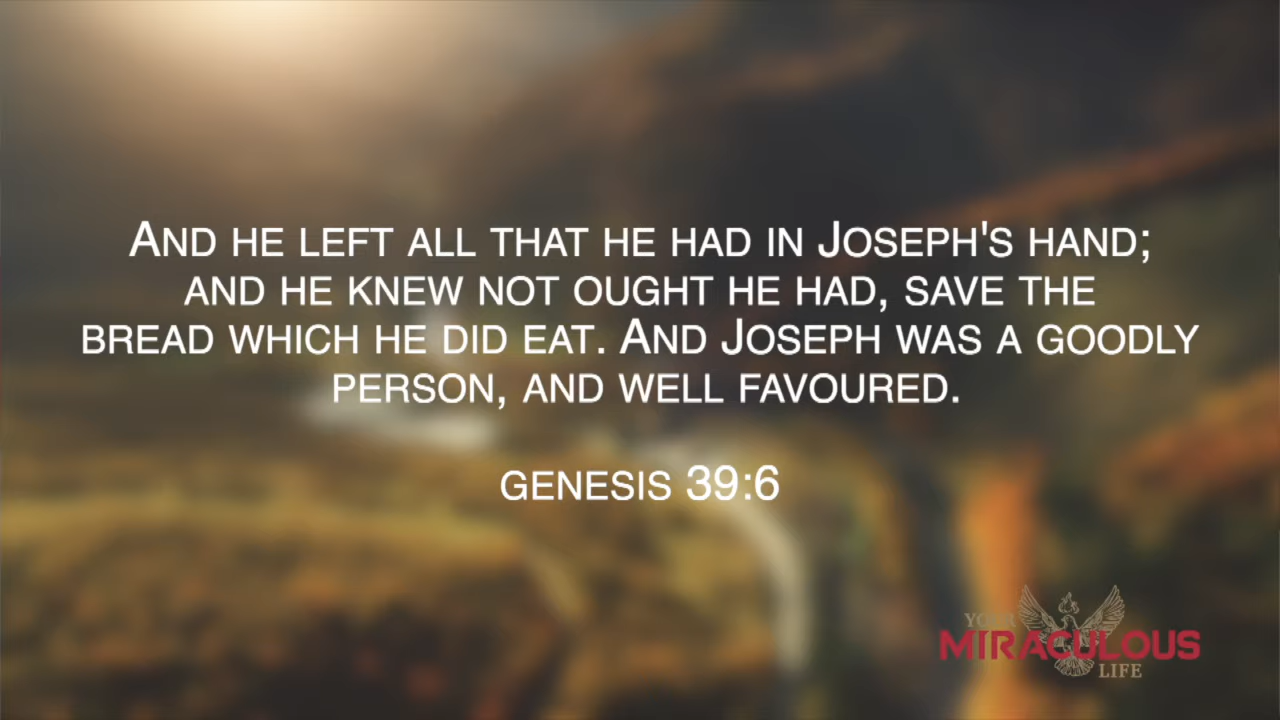 And he left all that he had in Joseph's hand;
and he knew not ought he had, save the
bread which he did eat. And Joseph was a goodly
person, and well favoured.
Genesis 39:6
YOUR
MIRACULOUS
LIFE